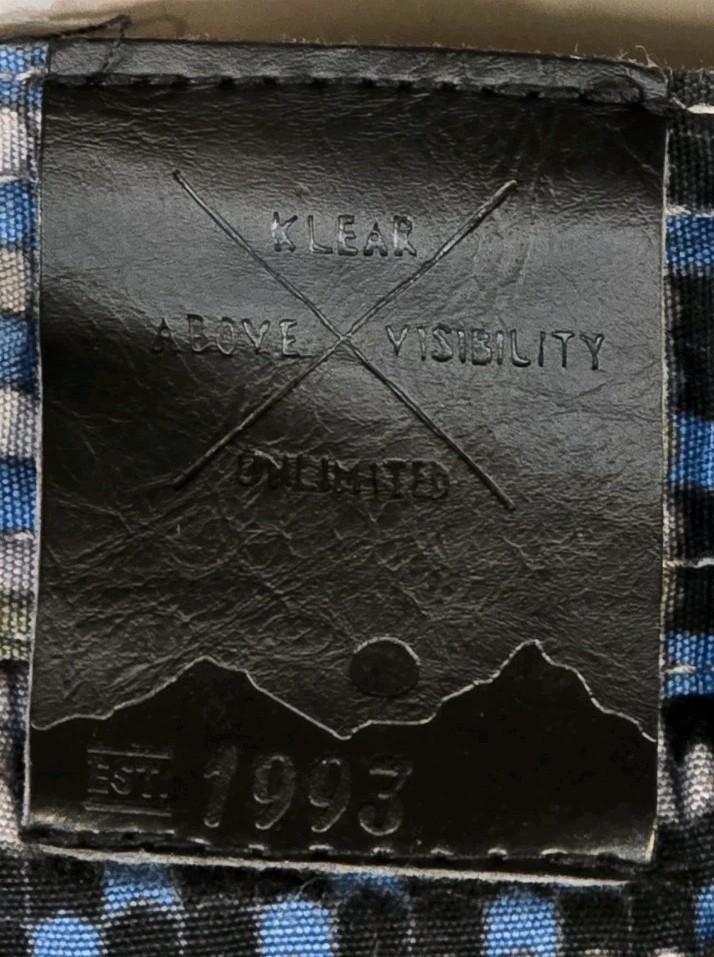 KLEAR
ABOVE VISIBILITY
UNLIMITED
EST. 1993